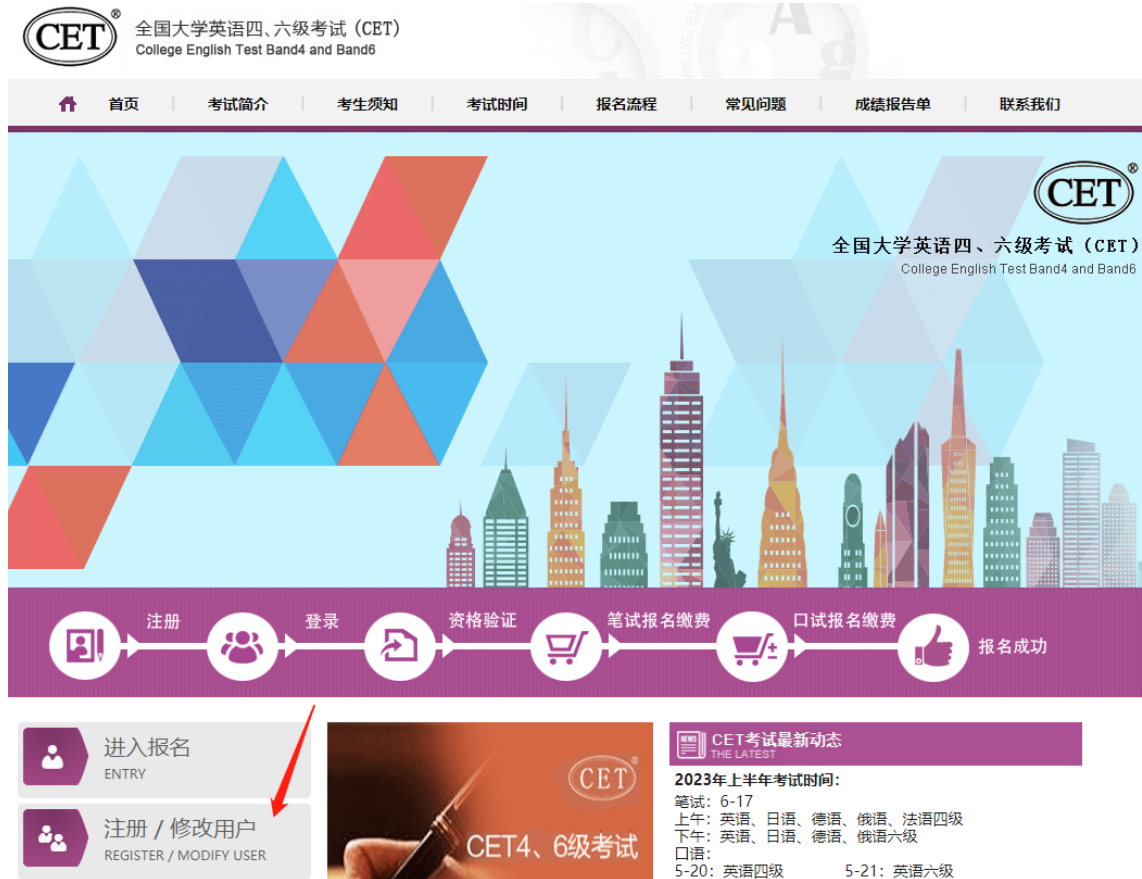 CET®
全国大学英语四、六级考试（CET）
College English Test Band4 and Band6
首页 考试简介 考生须知 考试时间 报名流程 常见问题 成绩报告单 联系我们
CET®
全国大学英语四、六级考试（CET）
College English Test Band4 and Band6
注册 登录 资格验证 笔试报名缴费 口试报名缴费 报名成功
进入报名
ENTRY
注册 / 修改用户
REGISTER / MODIFY USER
CET®
CET4、6级考试
NEWS
CET考试最新动态
THE LATEST
2023年上半年考试时间：
笔试：6-17
上午：英语、日语、德语、俄语、法语四级
下午：英语、日语、德语、俄语六级
口语：
5-20：英语四级 5-21：英语六级